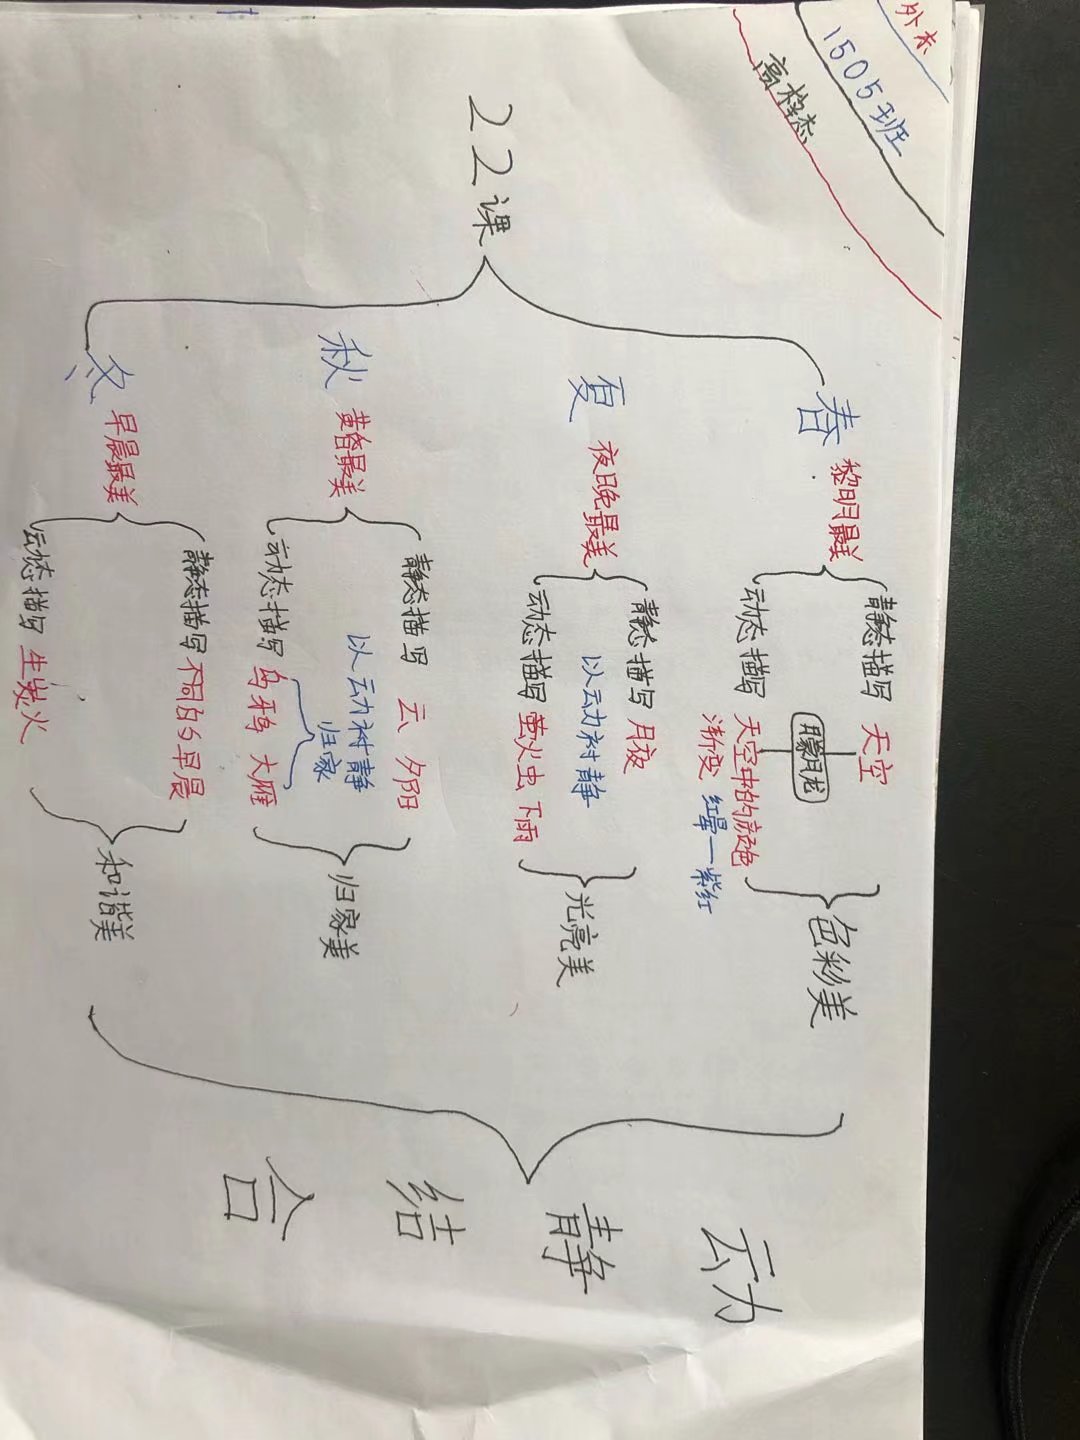 外东
1505班
高梓杰
22课
春 黎明最美
静态描写 天空
朦胧
动态描写 天空中的颜色
渐变 红晕一紫红
色彩美
夏 夜晚最美
静态描写 月夜
以动衬静
动态描写 萤火虫 下雨
光亮美
秋 黄昏最美
静态描写 云 夕阳
以动衬静
归家
动态描写 乌鸦 大雁
归家美
冬 早晨最美
静态描写 不同的早晨
动态描写 生炭火
和谐美
动静结合